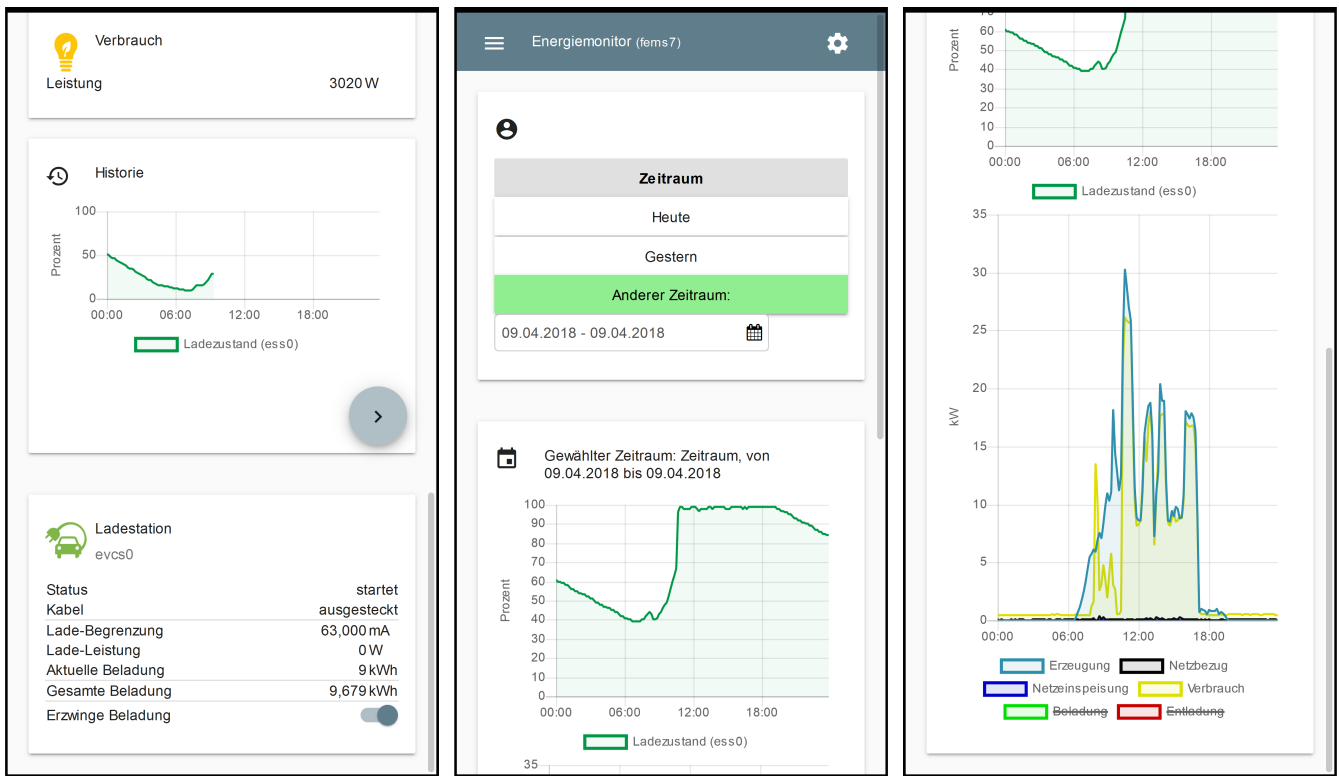 Verbrauch
Leistung 3020 W
Historie
100
50
0
Prozent
00:00 06:00 12:00 18:00
Ladezustand (ess0)
Ladestation
evcs0
Status startet
Kabel ausgesteckt
Lade-Begrenzung 63,000 mA
Lade-Leistung 0 W
Aktuelle Beladung 9 kWh
Gesamte Beladung 9,679 kWh
Erzwinge Beladung
Energiemonitor (fems7)
Zeitraum
Heute
Gestern
Anderer Zeitraum:
09.04.2018 - 09.04.2018
Gewählter Zeitraum: Zeitraum, von
09.04.2018 bis 09.04.2018
100
90
80
70
60
50
40
30
20
10
0
Prozent
00:00 06:00 12:00 18:00
Ladezustand (ess0)
35
70
60
50
40
30
20
10
0
Prozent
00:00 06:00 12:00 18:00
Ladezustand (ess0)
35
30
25
20
15
10
5
0
kW
00:00 06:00 12:00 18:00
Erzeugung Netzbezug
Netzeinspeisung Verbrauch
Beladung Entladung